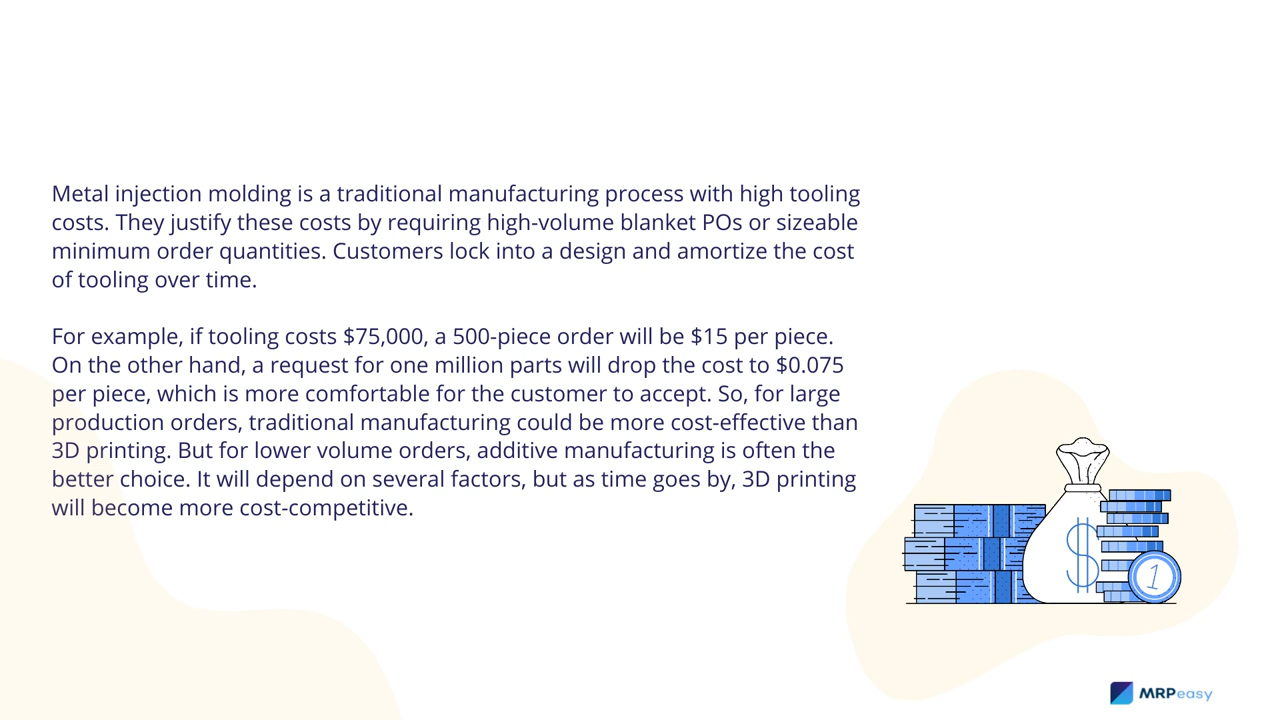 Metal injection molding is a traditional manufacturing process with high tooling
costs. They justify these costs by requiring high-volume blanket POs or sizeable
minimum order quantities. Customers lock into a design and amortize the cost
of tooling over time.
For example, if tooling costs $75,000, a 500-piece order will be $15 per piece.
On the other hand, a request for one million parts will drop the cost to $0.075
per piece, which is more comfortable for the customer to accept. So, for large
production orders, traditional manufacturing could be more cost-effective than
3D printing. But for lower volume orders, additive manufacturing is often the
better choice. It will depend on several factors, but as time goes by, 3D printing
will become more cost-competitive.
$
1
MRPeasy